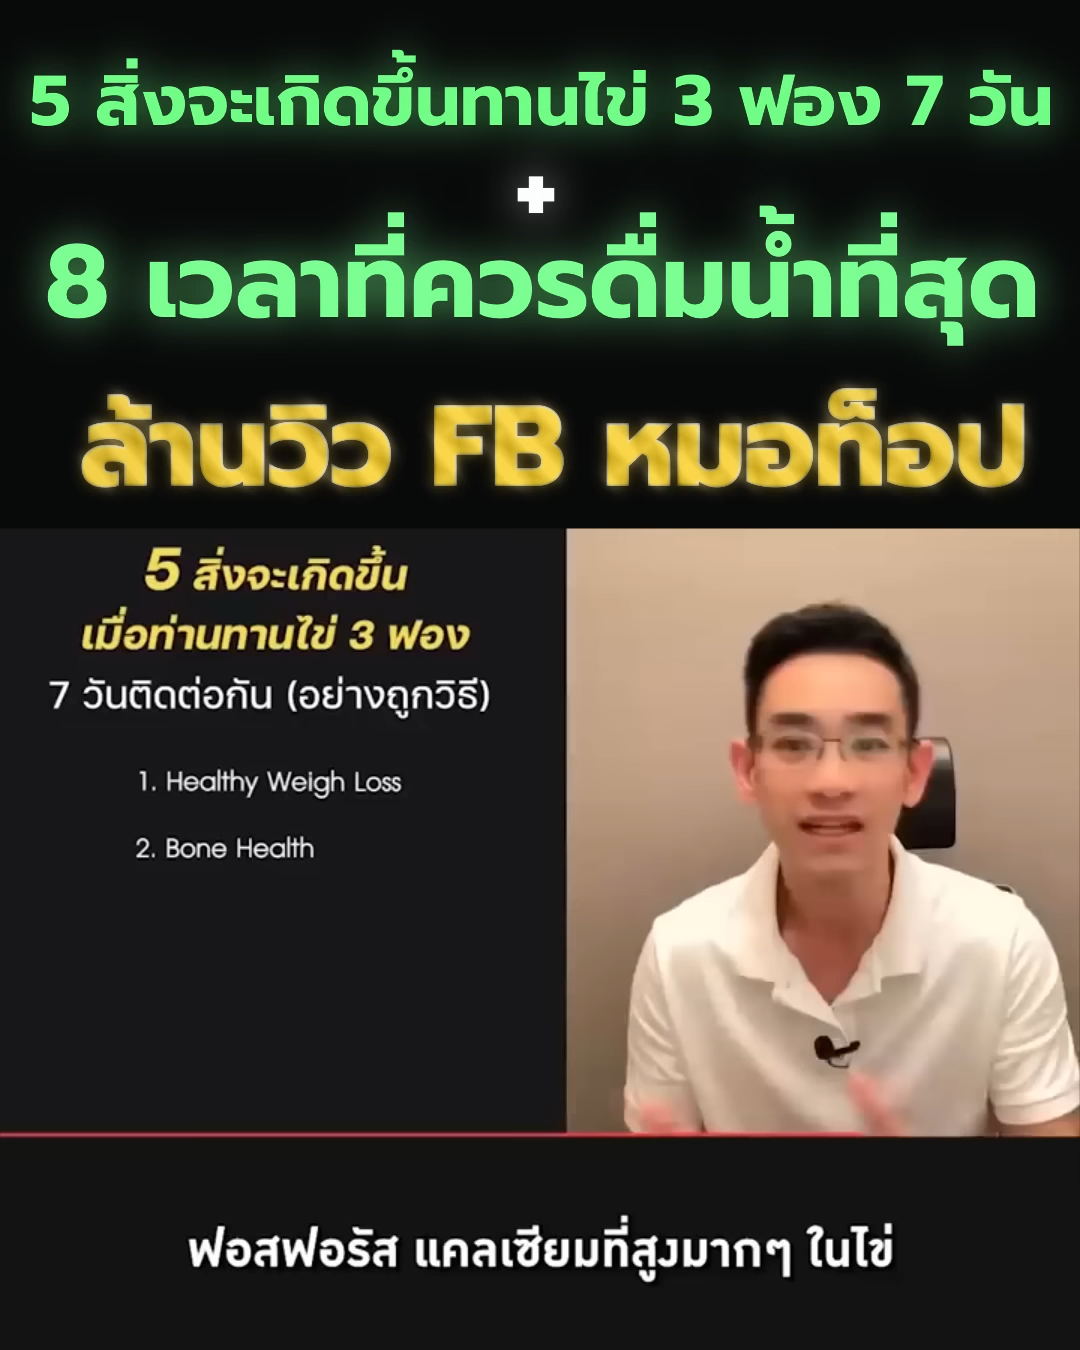 5 สิ่งจะเกิดขึ้นทานไข่ 3 ฟอง 7 วัน
+
8 เวลาที่ควรดื่มน้ำที่สุด
ล้านวิว FB หมอท็อป
5 สิ่งจะเกิดขึ้น
เมื่อท่านทานไข่ 3 ฟอง
7 วันติดต่อกัน (อย่างถูกวิธี)
1. Healthy Weigh Loss
2. Bone Health
ฟอสฟอรัส แคลเซียมที่สูงมากๆ ในไข่